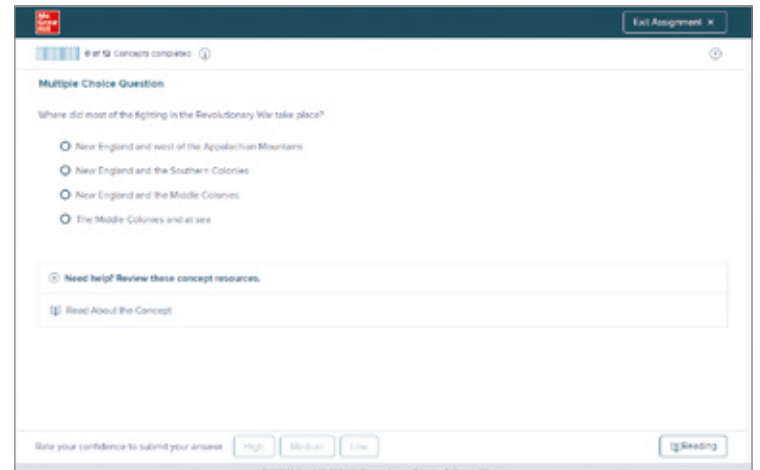 Mc
Graw
Hill
Exit Assignment ×
of 12 Concepts completed
Multiple Choice Question
Where did most of the fighting in the Revolutionary War take place?
New England and west of the Appalachian Mountains
New England and the Southern Colonies
New England and the Middle Colonies
The Middle Colonies and at sea
Need help? Review these concept resources.
Read About the Concept
Rate your confidence to submit your answer.
High
Medium
Low
Reading